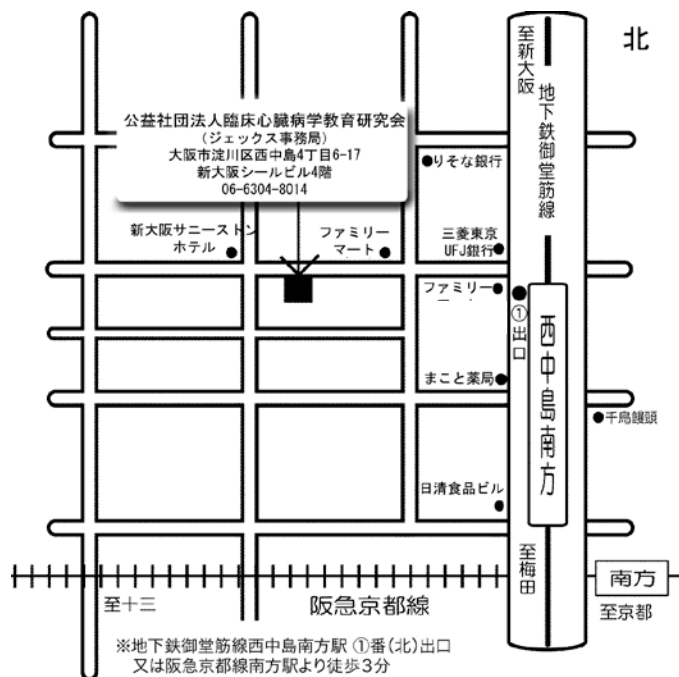 北
至新大阪
地下鉄御堂筋線
公益社団法人臨床心臓病学教育研究会
(ジェックス事務局)
大阪市淀川区西中島4丁目6-17
新大阪シールビル4階
06-6304-8014
りそな銀行
新大阪サニーストン
ホテル
ファミリー
マート
三菱東京
UFJ銀行
ファミリー
①出口
西中島南方
まこと薬局
千鳥饅頭
日清食品ビル
至梅田
南方
至十三
阪急京都線
至京都
※地下鉄御堂筋線西中島南方駅 ①番(北)出口
又は阪急京都線南方駅より徒歩3分